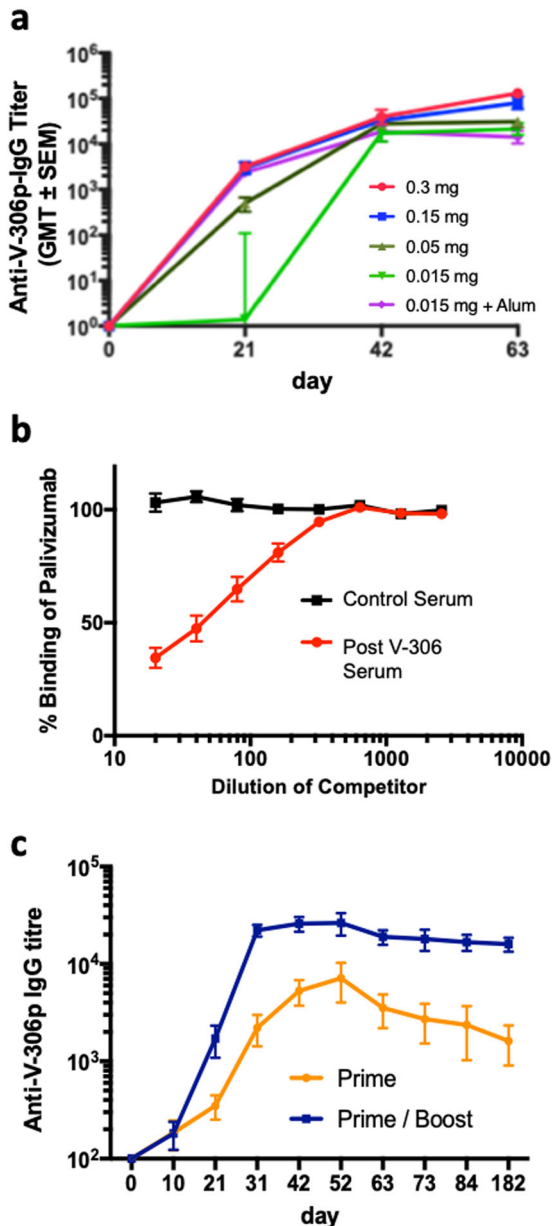 a
Anti-V-306p-IgG Titer
(GMT ± SEM)
10⁶
10⁵
10⁴
10³
10²
10¹
10⁰
0.3 mg
0.15 mg
0.05 mg
0.015 mg
0.015 mg + Alum
0 21 42 63
day
b
% Binding of Palivizumab
100
50
0
Control Serum
Post V-306
Serum
10 100 1000 10000
Dilution of Competitor
c
Anti-V-306p IgG titre
10⁵
10⁴
10³
10²
Prime
Prime / Boost
0 10 21 31 42 52 63 73 84 182
day